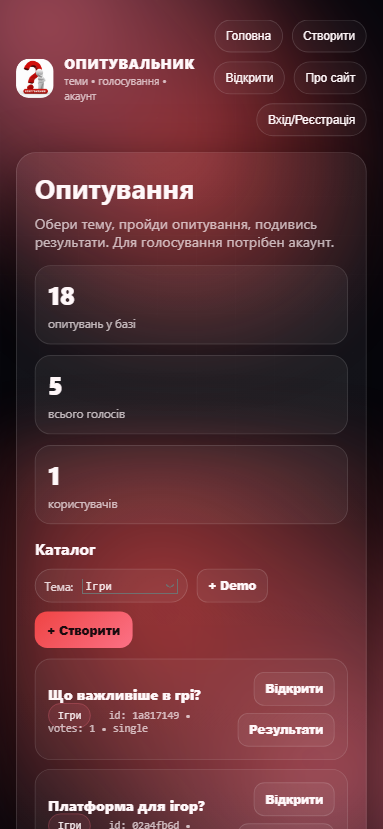 Головна Створити
ОПИТУВАЛЬНИК
теми • голосування •
акаунт
Відкрити Про сайт
Вхід/Реєстрація
Опитування
Обери тему, пройди опитування, подивись
результати. Для голосування потрібен акаунт.
18
опитувань у базі
5
всього голосів
1
користувачів
Каталог
Тема: Ігри + Demo
+ Створити
Що важливіше в грі?
Ігри id: 1a817149 •
votes: 1 • single
Відкрити
Результати
Платформа для ігор?
Ігри id: 02a4fb6d •
Відкрити